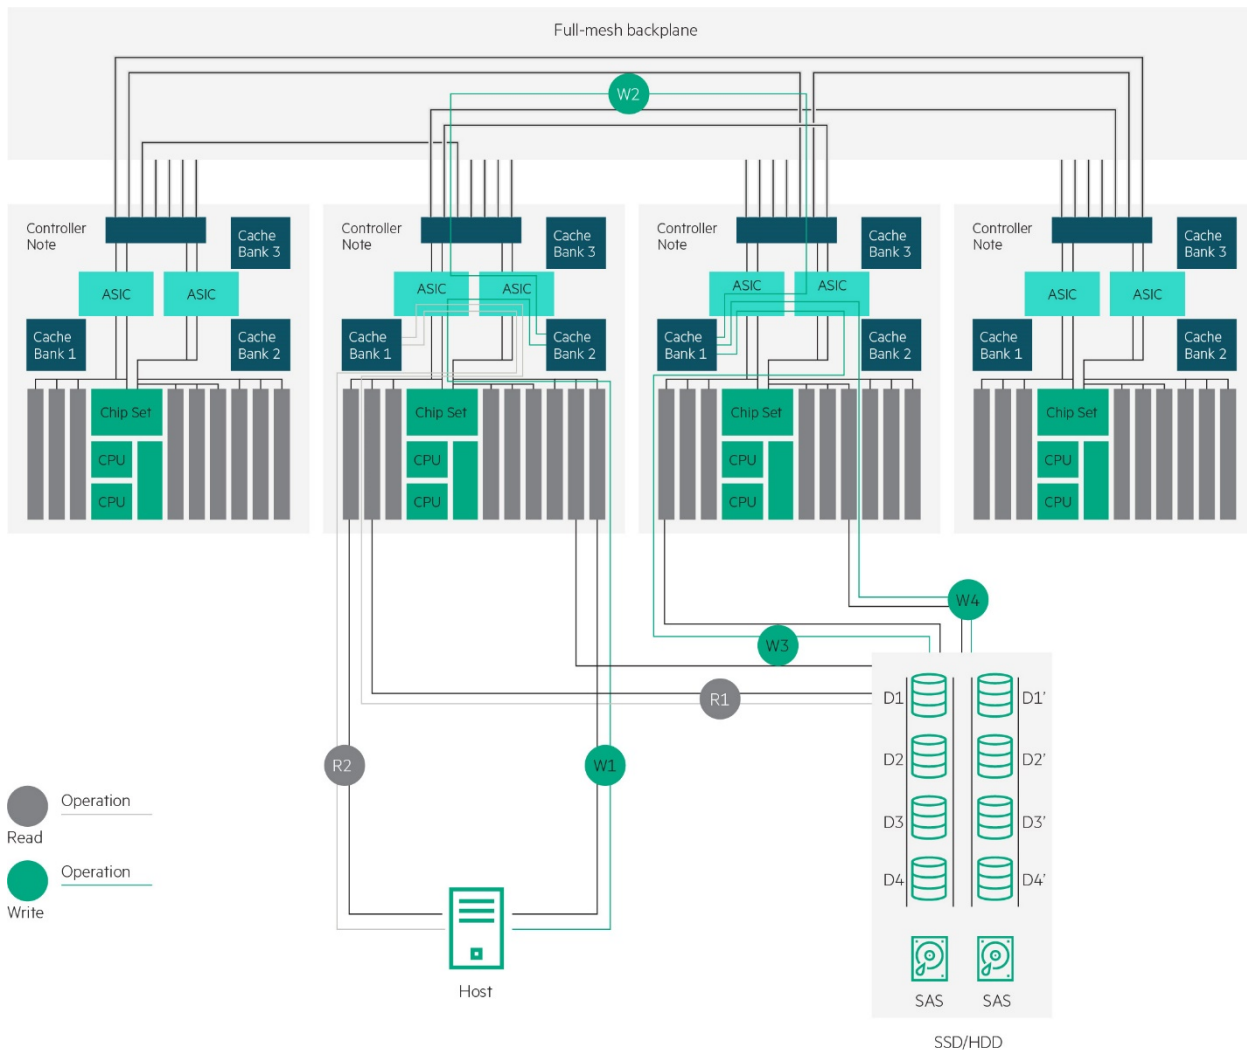 Full-mesh backplane
W2
Controller
Note
Cache
Bank 3
ASIC
ASIC
Cache
Bank 1
Cache
Bank 2
Chip Set
CPU
CPU
Controller
Note
Cache
Bank 3
ASIC
ASIC
Cache
Bank 1
Cache
Bank 2
Chip Set
CPU
CPU
Controller
Note
Cache
Bank 3
ASIC
ASIC
Cache
Bank 1
Cache
Bank 2
Chip Set
CPU
CPU
Controller
Note
Cache
Bank 3
ASIC
ASIC
Cache
Bank 1
Cache
Bank 2
Chip Set
CPU
CPU
W4
W3
R1
R2
W1
D1
D1'
D2
D2'
D3
D3'
D4
D4'
SAS
SAS
SSD/HDD
Host
Operation
Read
Operation
Write